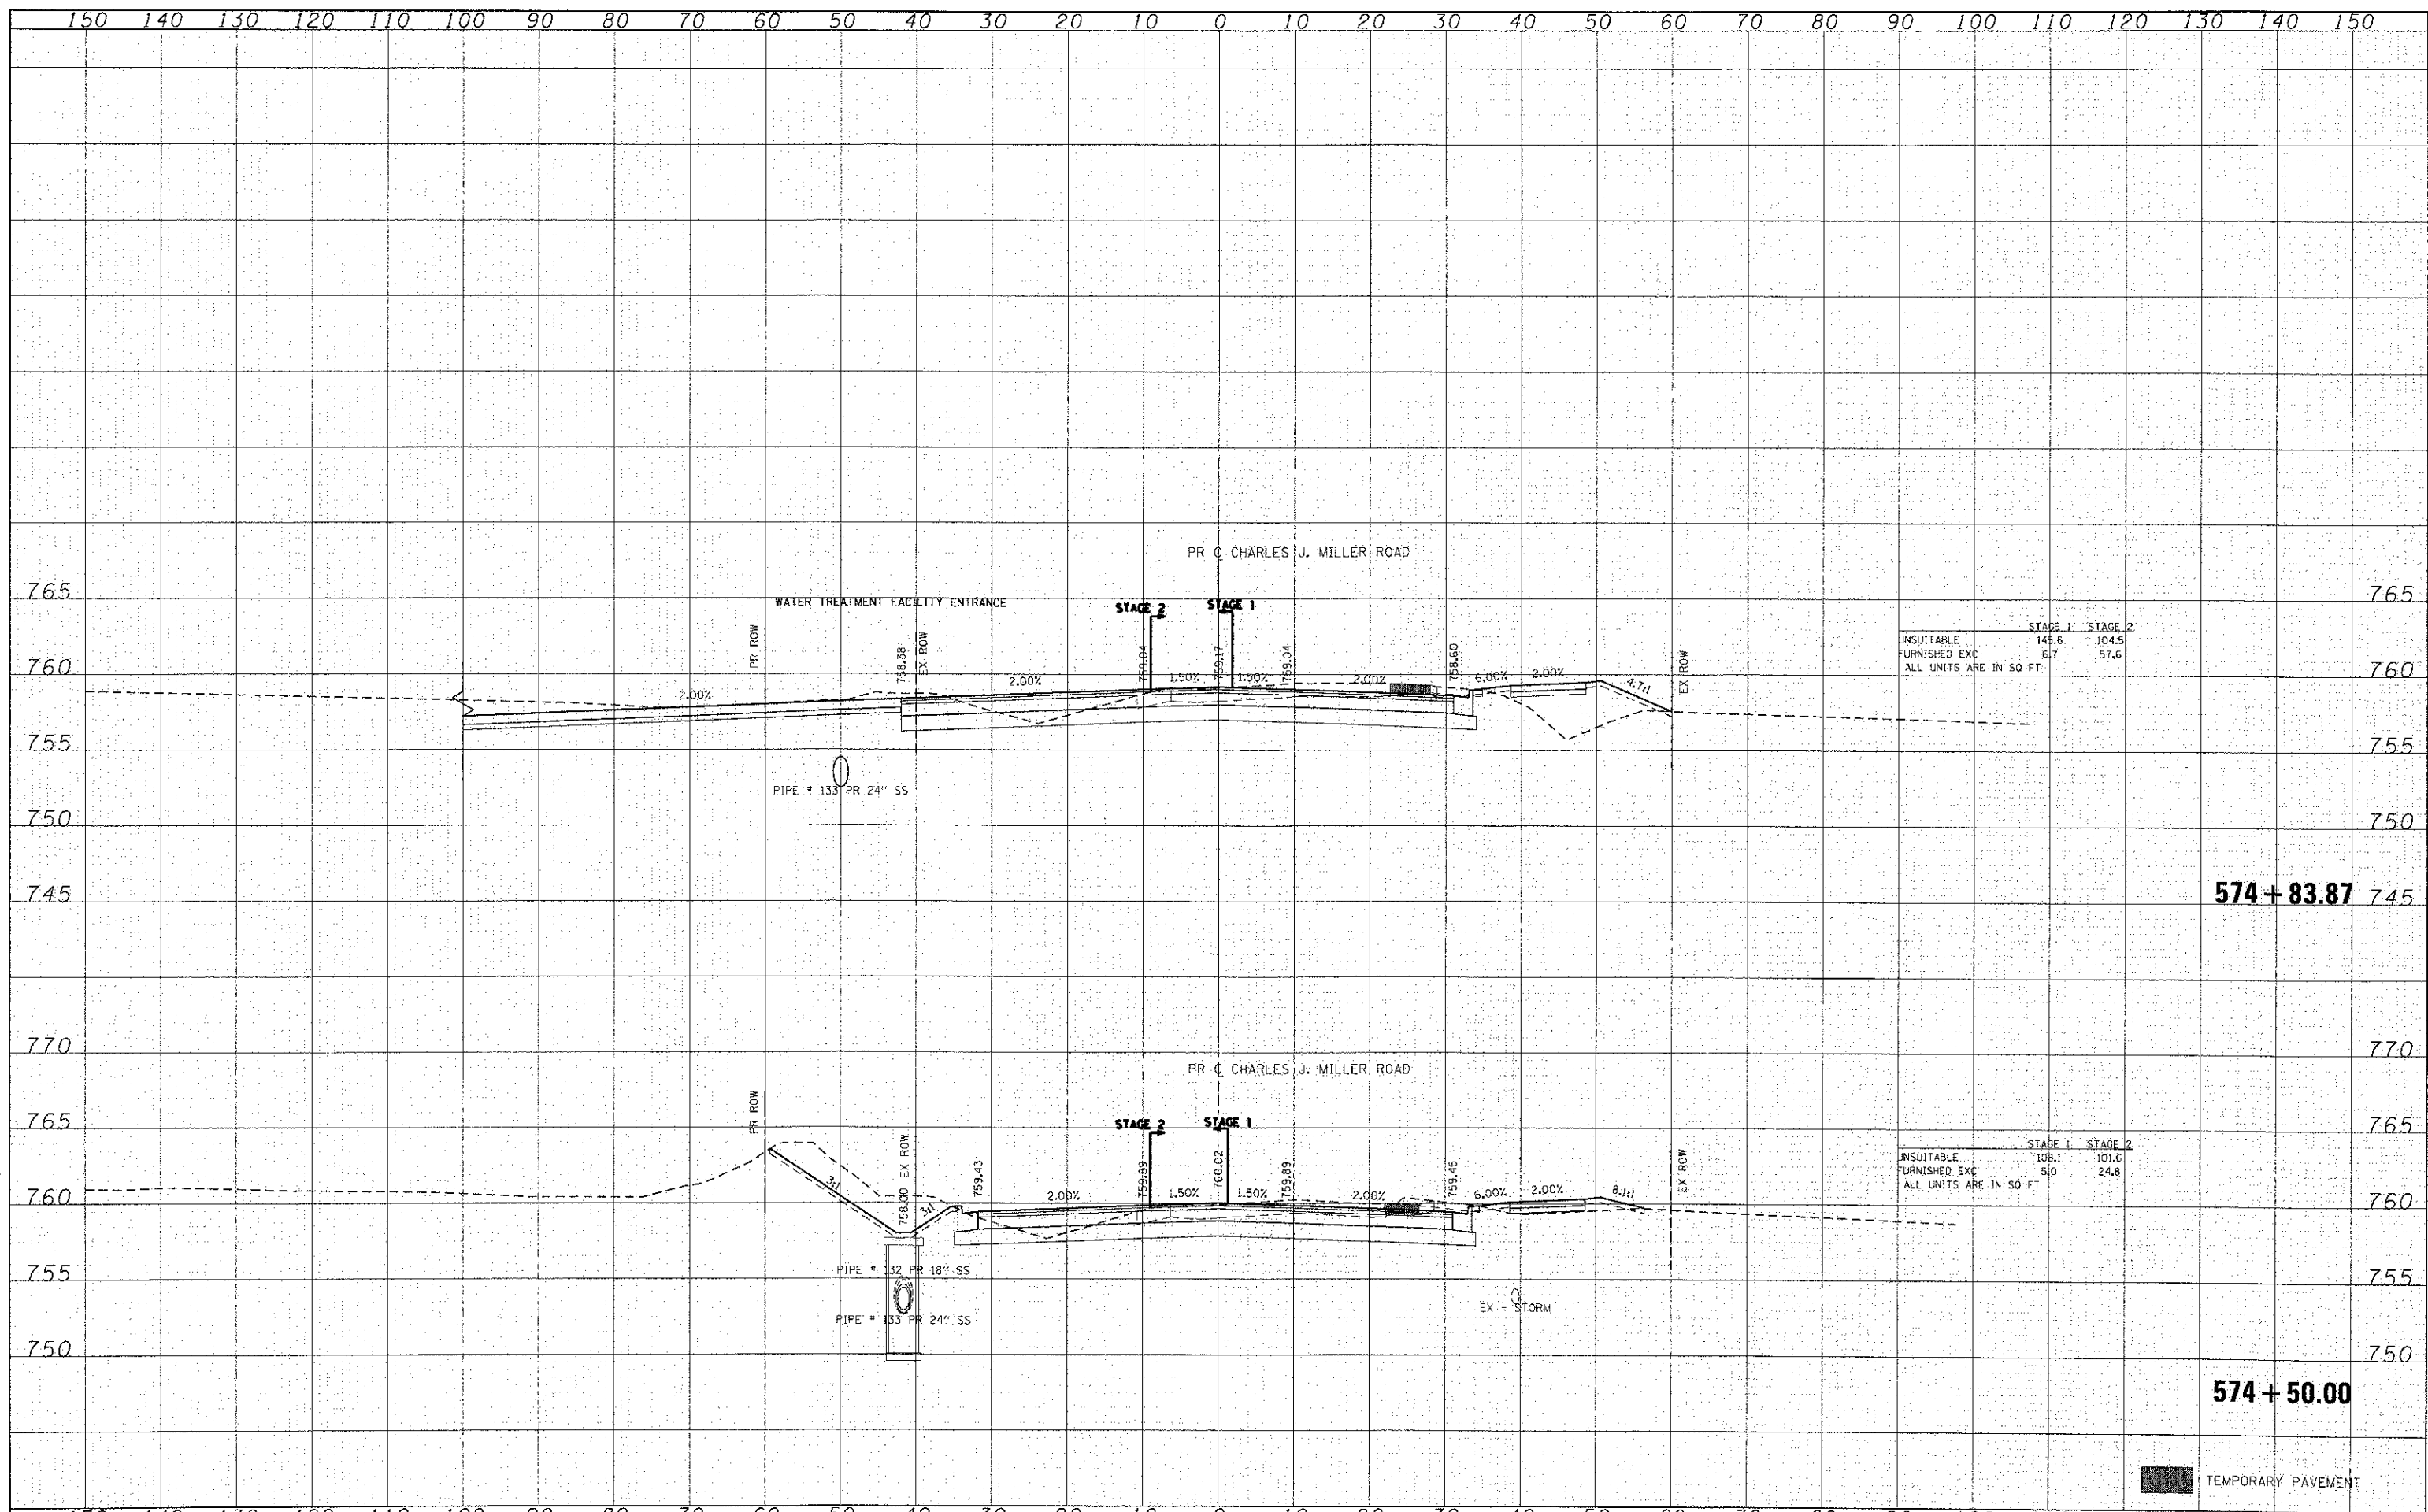 150 140 130 120 110 100 90 80 70 60 50 40 30 20 10 0 10 20 30 40 50 60 70 80 90 100 110 120 130 140 150
PR ℄ CHARLES J. MILLER ROAD
765 765
WATER TREATMENT FACILITY ENTRANCE
STAGE 2 STAGE 1
STAGE 1 STAGE 2
UNSUITABLE 145.6 104.5
FURNISHED EXC 6.7 57.6
ALL UNITS ARE IN SQ FT
PR ROW
EX ROW
EX ROW
760 760
758.38 759.04 759.17 759.04 758.60
2.00% 2.00% 1.50% 1.50% 2.00% 6.00% 2.00% 4.7:1
755 755
PIPE # 133 PR 24" SS
750 750
574 + 83.87
745 745
770 770
PR ℄ CHARLES J. MILLER ROAD
PR ROW
765 765
STAGE 2 STAGE 1
STAGE 1 STAGE 2
UNSUITABLE 108.1 101.6
FURNISHED EXC 5.0 24.8
ALL UNITS ARE IN SQ FT
EX ROW
EX ROW
758.00 759.43 759.89 760.02 759.89 759.45
760 760
3:1 3:1 2.00% 1.50% 1.50% 2.00% 6.00% 2.00% 8.1:1
PIPE # 132 PR 18" SS
755 755
EX - STORM
PIPE # 133 PR 24" SS
750 750
574 + 50.00
TEMPORARY PAVEMENT